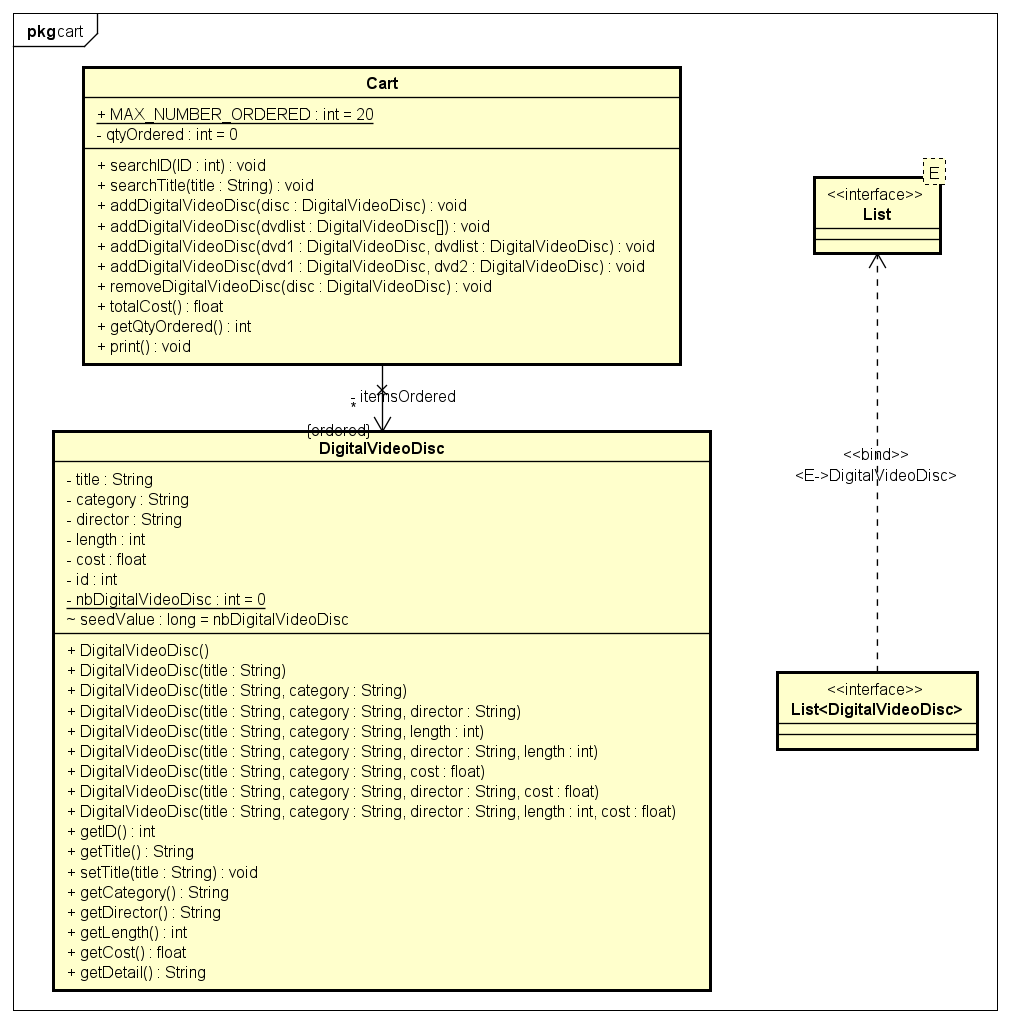 pkg cart
Cart
+ MAX_NUMBER_ORDERED : int = 20
- qtyOrdered : int = 0
+ searchID(ID : int) : void
+ searchTitle(title : String) : void
+ addDigitalVideoDisc(disc : DigitalVideoDisc) : void
+ addDigitalVideoDisc(dvdlist : DigitalVideoDisc[]) : void
+ addDigitalVideoDisc(dvd1 : DigitalVideoDisc, dvdlist : DigitalVideoDisc) : void
+ addDigitalVideoDisc(dvd1 : DigitalVideoDisc, dvd2 : DigitalVideoDisc) : void
+ removeDigitalVideoDisc(disc : DigitalVideoDisc) : void
+ totalCost() : float
+ getQtyOrdered() : int
+ print() : void
- itemsOrdered
*
{ordered}
DigitalVideoDisc
- title : String
- category : String
- director : String
- length : int
- cost : float
- id : int
- nbDigitalVideoDisc : int = 0
~ seedValue : long = nbDigitalVideoDisc
+ DigitalVideoDisc()
+ DigitalVideoDisc(title : String)
+ DigitalVideoDisc(title : String, category : String)
+ DigitalVideoDisc(title : String, category : String, director : String)
+ DigitalVideoDisc(title : String, category : String, length : int)
+ DigitalVideoDisc(title : String, category : String, director : String, length : int)
+ DigitalVideoDisc(title : String, category : String, cost : float)
+ DigitalVideoDisc(title : String, category : String, director : String, cost : float)
+ DigitalVideoDisc(title : String, category : String, director : String, length : int, cost : float)
+ getID() : int
+ getTitle() : String
+ setTitle(title : String) : void
+ getCategory() : String
+ getDirector() : String
+ getLength() : int
+ getCost() : float
+ getDetail() : String
E
<<interface>>
List
<<bind>>
<E->DigitalVideoDisc>
<<interface>>
List<DigitalVideoDisc>